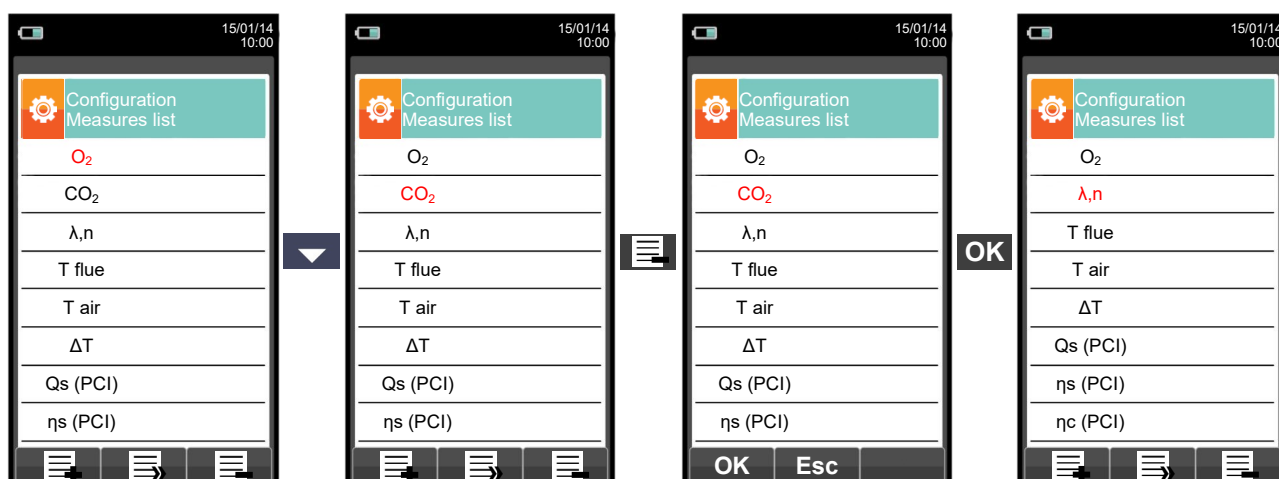 15/01/14
10:00
Configuration
Measures list
O₂
CO₂
λ,n
T flue
T air
ΔT
Qs (PCI)
ηs (PCI)
15/01/14
10:00
Configuration
Measures list
O₂
CO₂
λ,n
T flue
T air
ΔT
Qs (PCI)
ηs (PCI)
15/01/14
10:00
Configuration
Measures list
O₂
CO₂
λ,n
T flue
T air
ΔT
Qs (PCI)
ηs (PCI)
OK Esc
OK
15/01/14
10:00
Configuration
Measures list
O₂
λ,n
T flue
T air
ΔT
Qs (PCI)
ηs (PCI)
ηc (PCI)